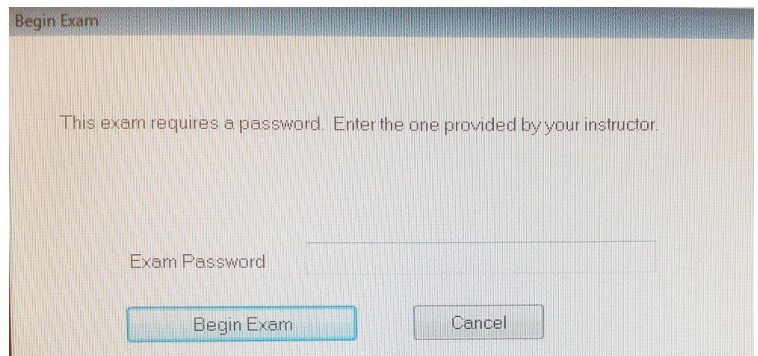 Begin Exam
This exam requires a password. Enter the one provided by your instructor.
Exam Password
Begin Exam
Cancel